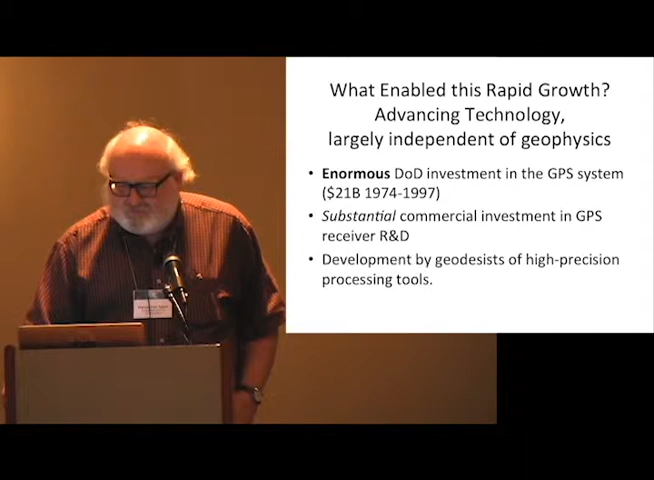 What Enabled this Rapid Growth?
Advancing Technology,
largely independent of geophysics
• Enormous DoD investment in the GPS system
($21B 1974-1997)
• Substantial commercial investment in GPS
receiver R&D
• Development by geodesists of high-precision
processing tools.